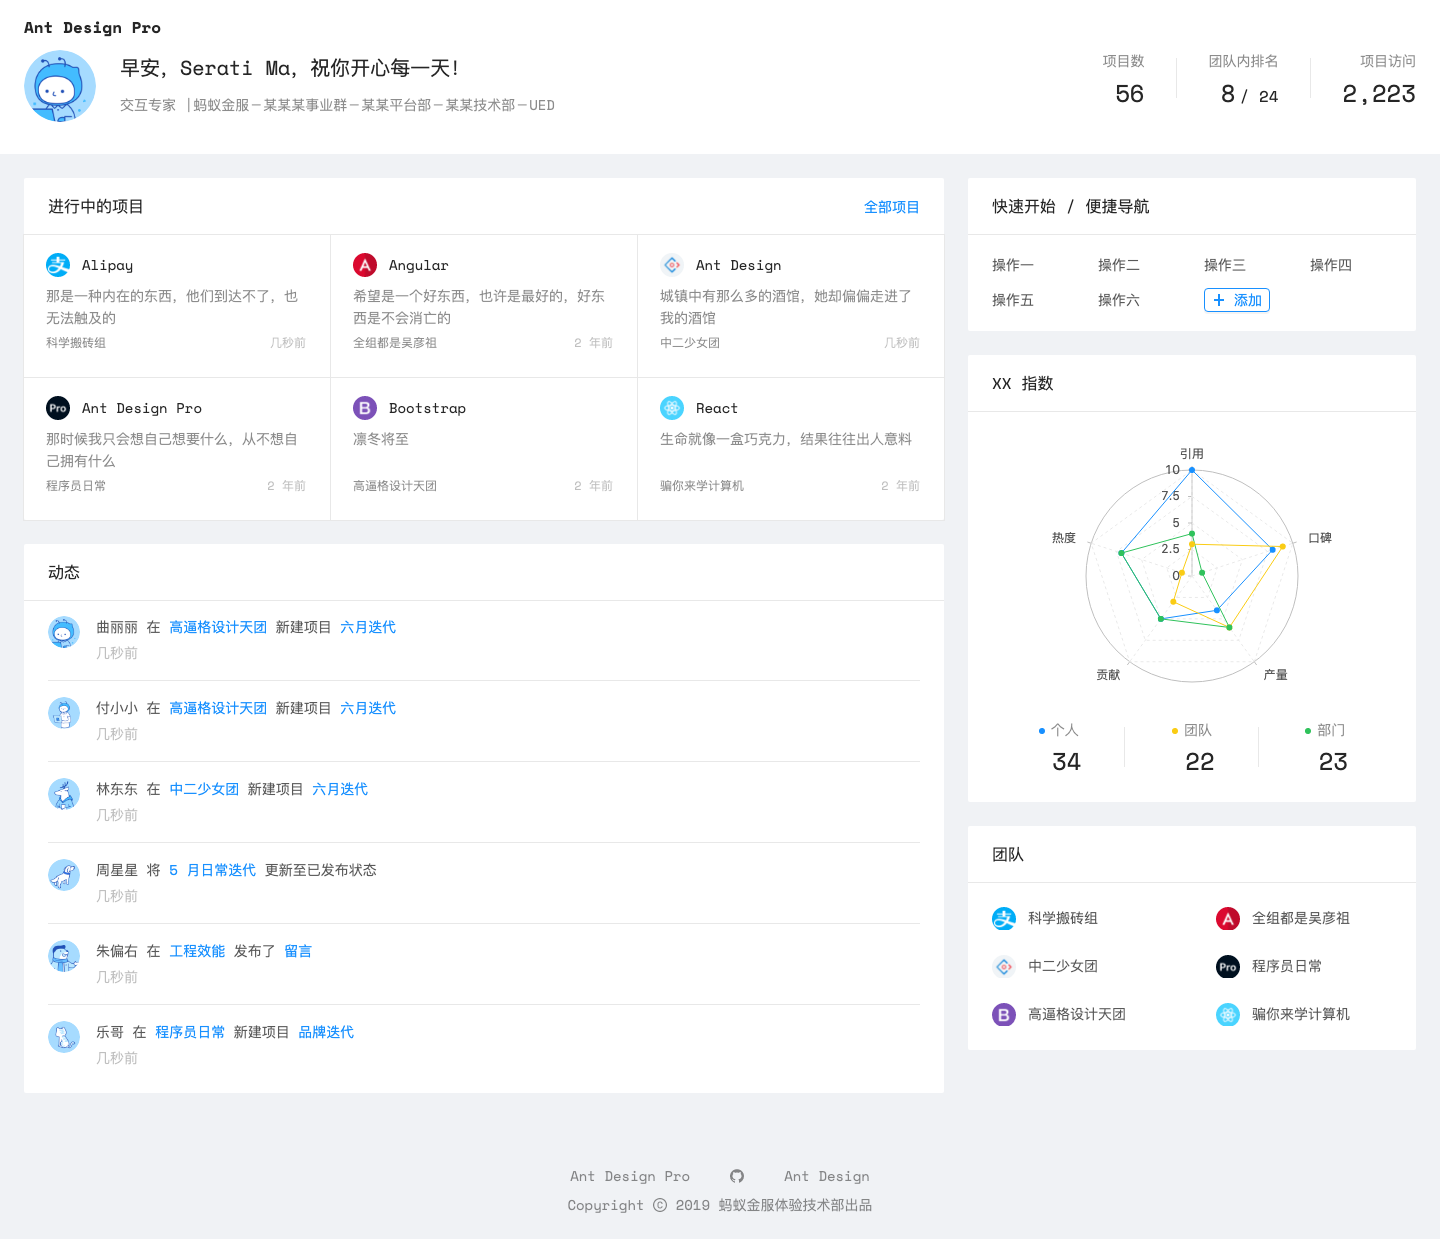 Ant Design Pro
早安, Serati Ma, 祝你开心每一天!
交互专家 |蚂蚁金服－某某某事业群－某某平台部－某某技术部－UED
项目数
56
团队内排名
8 / 24
项目访问
2,223
进行中的项目
全部项目
Alipay
那是一种内在的东西, 他们到达不了, 也
无法触及的
科学搬砖组 几秒前
Angular
希望是一个好东西, 也许是最好的, 好东
西是不会消亡的
全组都是吴彦祖 2 年前
Ant Design
城镇中有那么多的酒馆, 她却偏偏走进了
我的酒馆
中二少女团 几秒前
Pro
Ant Design Pro
那时候我只会想自己想要什么, 从不想自
己拥有什么
程序员日常 2 年前
Bootstrap
凛冬将至
高逼格设计天团 2 年前
React
生命就像一盒巧克力, 结果往往出人意料
骗你来学计算机 2 年前
动态
曲丽丽 在 高逼格设计天团 新建项目 六月迭代
几秒前
付小小 在 高逼格设计天团 新建项目 六月迭代
几秒前
林东东 在 中二少女团 新建项目 六月迭代
几秒前
周星星 将 5 月日常迭代 更新至已发布状态
几秒前
朱偏右 在 工程效能 发布了 留言
几秒前
乐哥 在 程序员日常 新建项目 品牌迭代
几秒前
快速开始 / 便捷导航
操作一 操作二 操作三 操作四
操作五 操作六 + 添加
XX 指数
引用
10
7.5
5
2.5
0
热度
口碑
贡献
产量
个人
34
团队
22
部门
23
团队
科学搬砖组
全组都是吴彦祖
中二少女团
Pro
程序员日常
高逼格设计天团
骗你来学计算机
Ant Design Pro Ant Design
Copyright © 2019 蚂蚁金服体验技术部出品